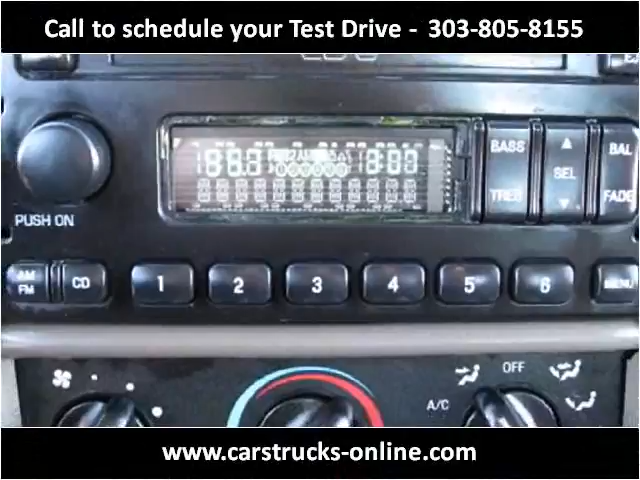 Call to schedule your Test Drive - 303-805-8155
BASS
TREB
SEL
BAL
FADE
PUSH ON
AM
FM
CD
1
2
3
4
5
6
MENU
OFF
A/C
www.carstrucks-online.com